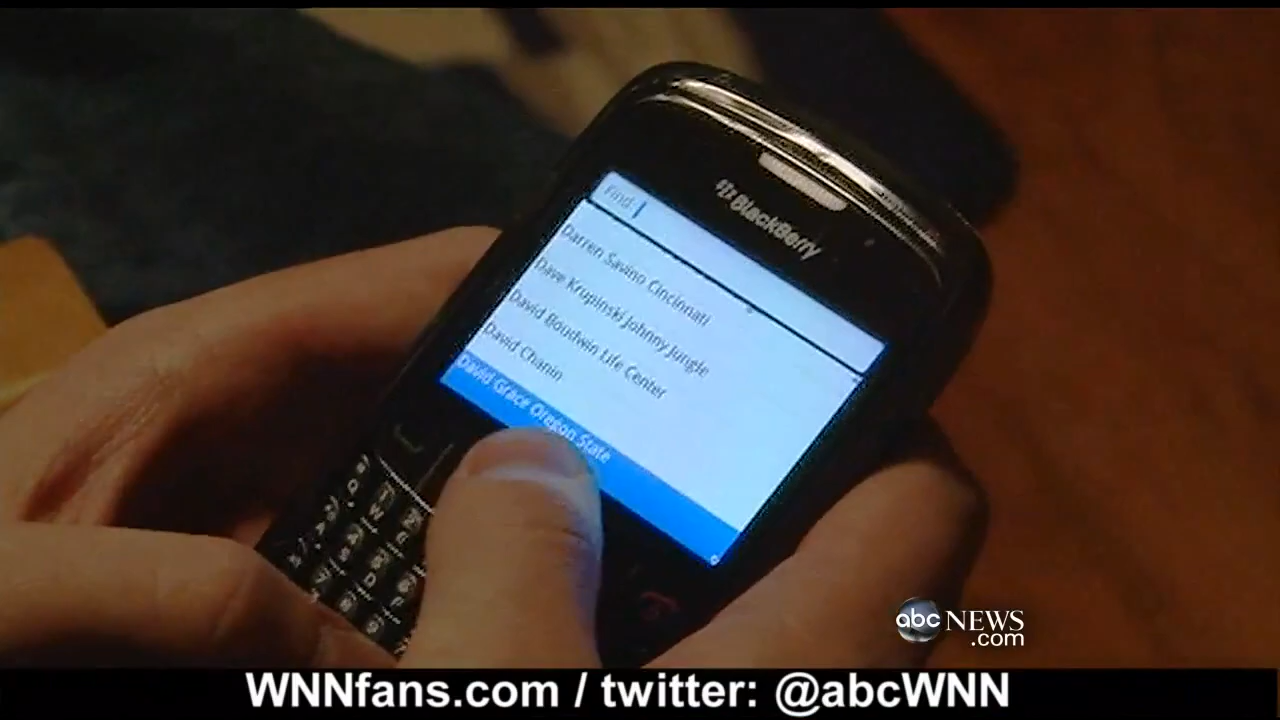 BlackBerry
Find:
Darren Savino Cincinnati
Dave Krupinski Johnny Jungle
David Boudwin Life Center
David Chanin
David Grace Oregon State
Q
W
A
S
D
abc NEWS
.com
WNNfans.com / twitter: @abcWNN